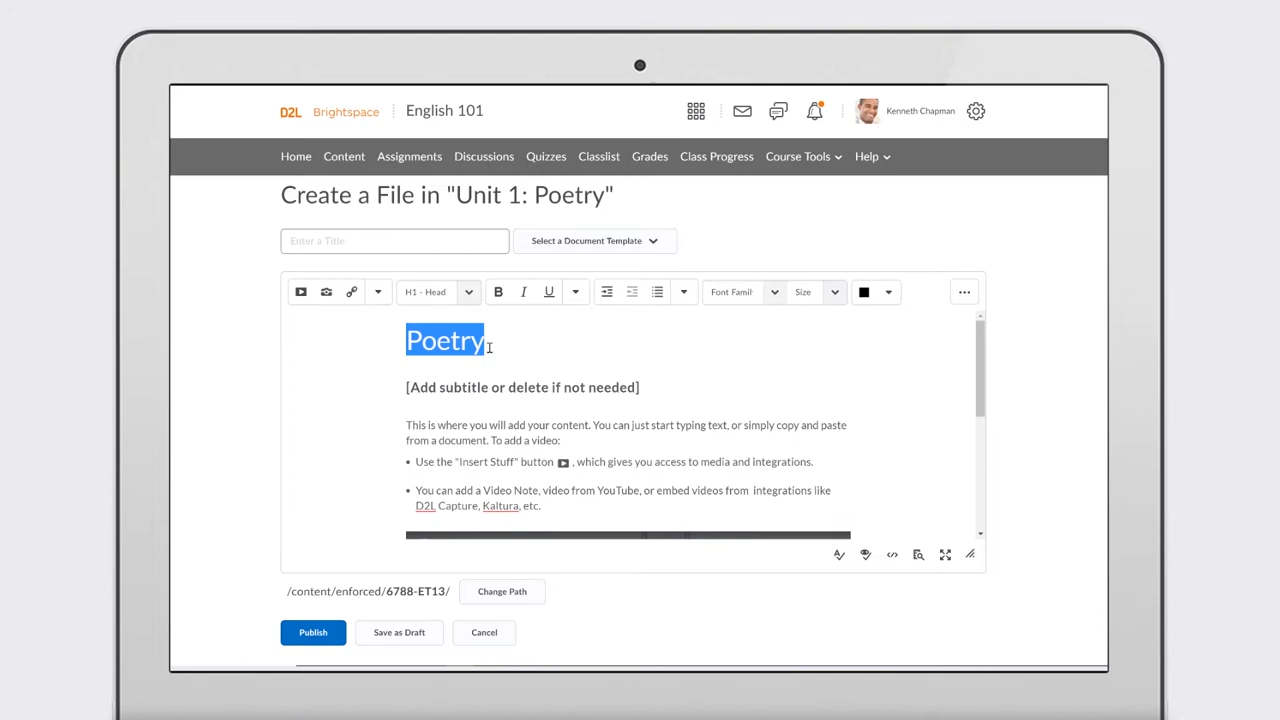 D2L Brightspace English 101 Kenneth Chapman
Home Content Assignments Discussions Quizzes Classlist Grades Class Progress Course Tools Help
Create a File in "Unit 1: Poetry"
Enter a Title Select a Document Template
H1 - Head B I U Font Famil Size
Poetry
[Add subtitle or delete if not needed]
This is where you will add your content. You can just start typing text, or simply copy and paste
from a document. To add a video:
• Use the "Insert Stuff" button , which gives you access to media and integrations.
• You can add a Video Note, video from YouTube, or embed videos from integrations like
D2L Capture, Kaltura, etc.
/content/enforced/6788-ET13/ Change Path
Publish Save as Draft Cancel